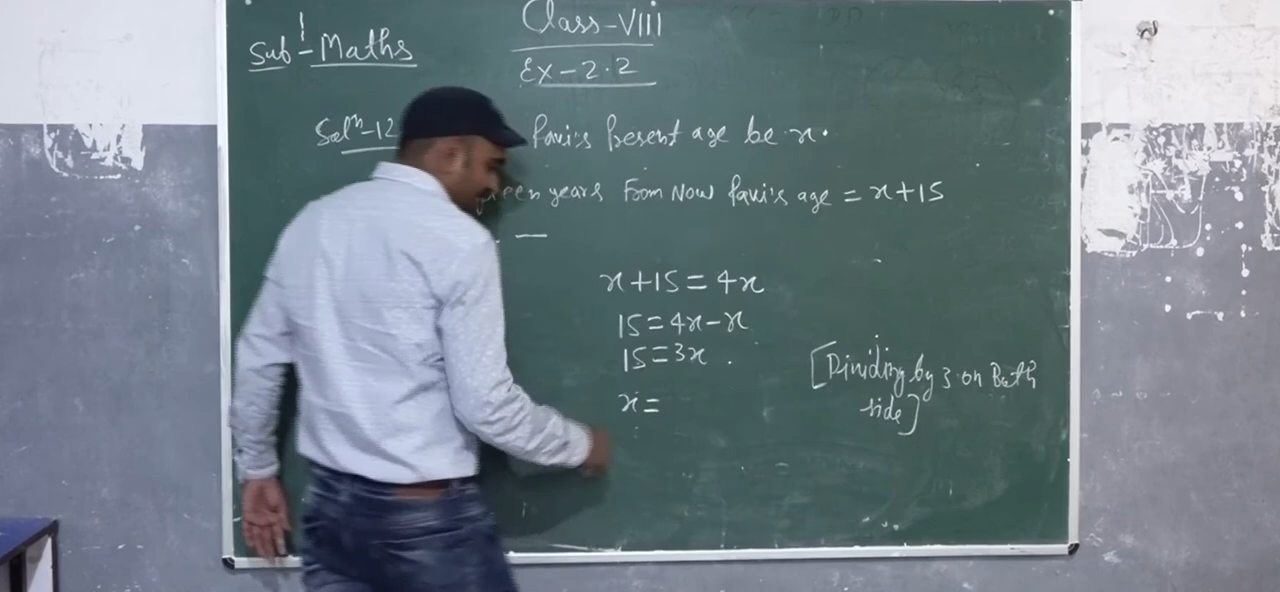 Sub - Maths
Class-VIII
Ex-2.2
Solⁿ-12 Ravi's Present age be x.
years From Now Ravi's age = x+15
x+15=4x
15=4x-x
15=3x
[Dividing by 3 on Both
side]
x=